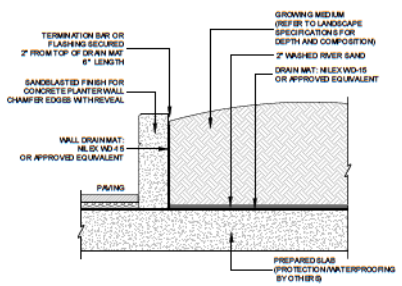 TERMINATION BAR OR
FLASHING SECURED
2" FROM TOP OF DRAIN MAT
6" LENGTH
SANDBLASTED FINISH FOR
CONCRETE PLANTER WALL
CHAMFER EDGES WITH REVEAL
WALL DRAIN MAT:
NILEX WD-15
OR APPROVED EQUIVALENT
PAVING
GROWING MEDIUM
(REFER TO LANDSCAPE
SPECIFICATIONS FOR
DEPTH AND COMPOSITION)
2" WASHED RIVER SAND
DRAIN MAT: NILEX WD-15
OR APPROVED EQUIVALENT
PREPARED SLAB
(PROTECTION/WATERPROOFING
BY OTHERS)